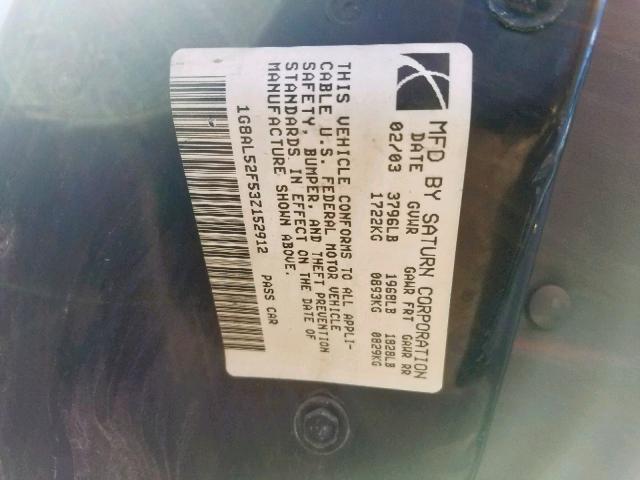 MFD BY SATURN CORPORATION
DATE GVWR GAWR FRT GAWR RR
02/03 3796LB 1968LB 1828LB
1722KG 0893KG 0829KG
THIS VEHICLE CONFORMS TO ALL APPLI-
CABLE U.S. FEDERAL MOTOR VEHICLE
SAFETY, BUMPER, AND THEFT PREVENTION
STANDARDS IN EFFECT ON THE DATE OF
MANUFACTURE SHOWN ABOVE.
1G8AL52F53Z152912 PASS CAR